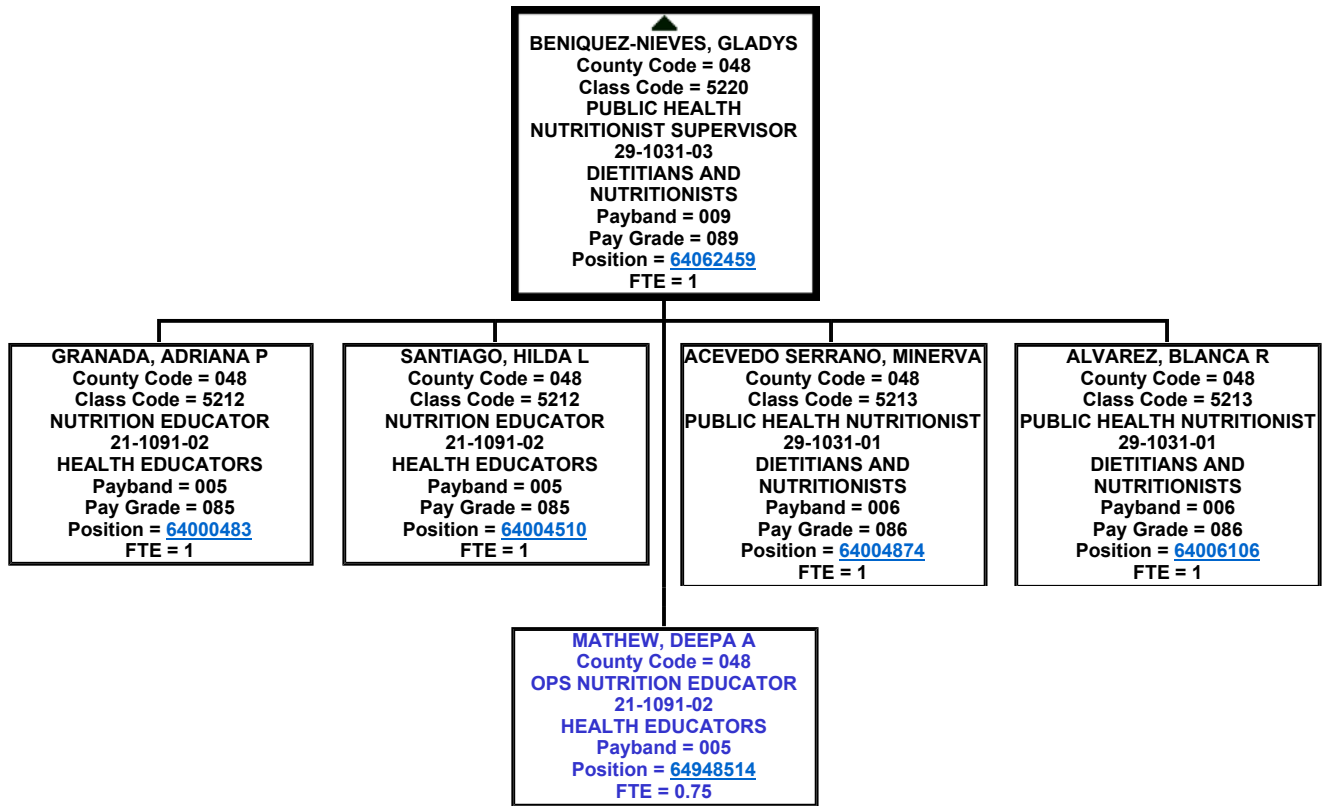 BENIQUEZ-NIEVES, GLADYS
County Code = 048
Class Code = 5220
PUBLIC HEALTH
NUTRITIONIST SUPERVISOR
29-1031-03
DIETITIANS AND
NUTRITIONISTS
Payband = 009
Pay Grade = 089
Position = 64062459
FTE = 1
GRANADA, ADRIANA P
County Code = 048
Class Code = 5212
NUTRITION EDUCATOR
21-1091-02
HEALTH EDUCATORS
Payband = 005
Pay Grade = 085
Position = 64000483
FTE = 1
SANTIAGO, HILDA L
County Code = 048
Class Code = 5212
NUTRITION EDUCATOR
21-1091-02
HEALTH EDUCATORS
Payband = 005
Pay Grade = 085
Position = 64004510
FTE = 1
ACEVEDO SERRANO, MINERVA
County Code = 048
Class Code = 5213
PUBLIC HEALTH NUTRITIONIST
29-1031-01
DIETITIANS AND
NUTRITIONISTS
Payband = 006
Pay Grade = 086
Position = 64004874
FTE = 1
ALVAREZ, BLANCA R
County Code = 048
Class Code = 5213
PUBLIC HEALTH NUTRITIONIST
29-1031-01
DIETITIANS AND
NUTRITIONISTS
Payband = 006
Pay Grade = 086
Position = 64006106
FTE = 1
MATHEW, DEEPA A
County Code = 048
OPS NUTRITION EDUCATOR
21-1091-02
HEALTH EDUCATORS
Payband = 005
Position = 64948514
FTE = 0.75